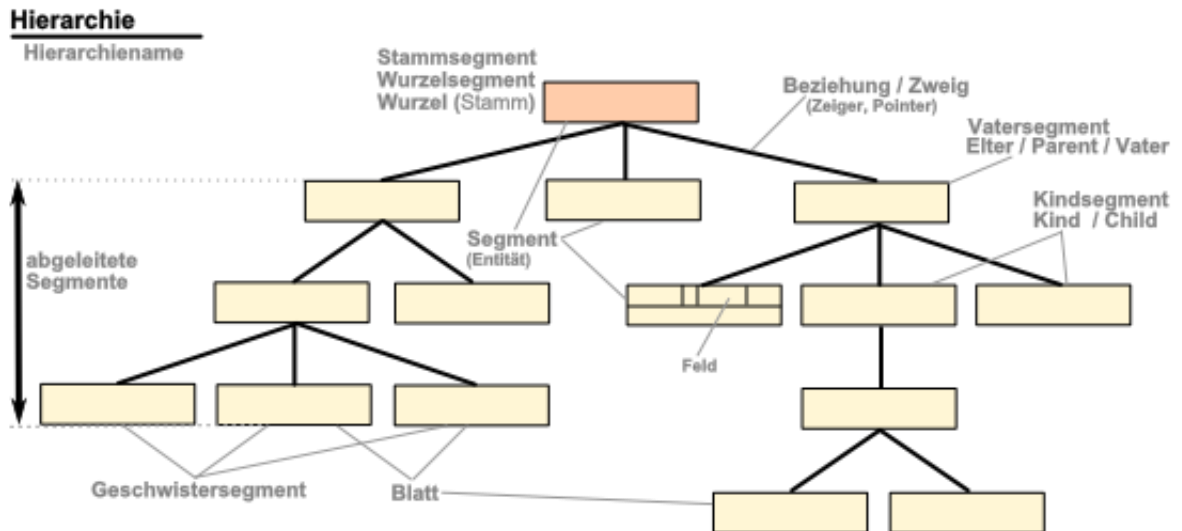 Hierarchie
Hierarchiename
Stammsegment
Wurzelsegment
Wurzel (Stamm)
Beziehung / Zweig
(Zeiger, Pointer)
Vatersegment
Elter / Parent / Vater
Kindsegment
Kind / Child
Segment
(Entität)
abgeleitete
Segmente
Feld
Geschwistersegment
Blatt